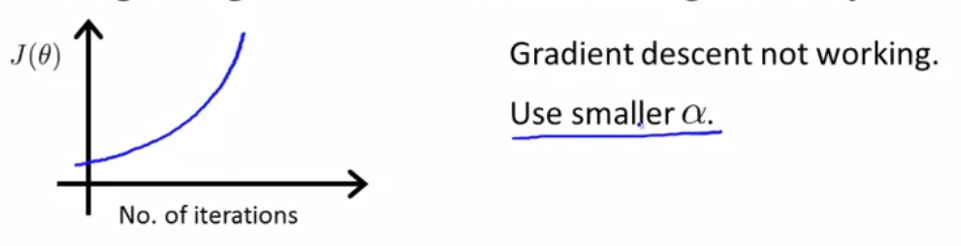 J(θ)
No. of iterations
Gradient descent not working.
Use smaller α.